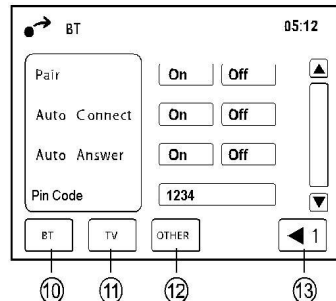 BT 05:12
Pair On Off
Auto Connect On Off
Auto Answer On Off
Pin Code 1234
BT TV OTHER 1
10 11 12 13